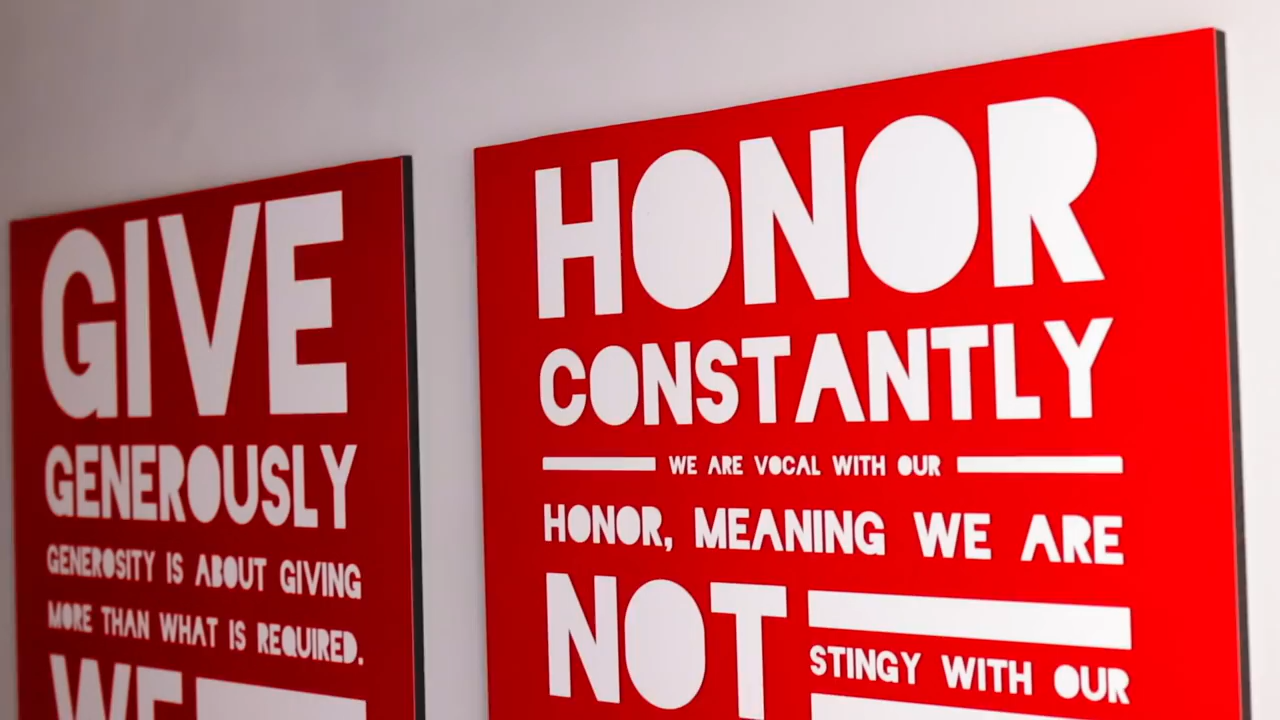 GIVE
GENEROUSLY
GENEROSITY IS ABOUT GIVING
MORE THAN WHAT IS REQUIRED.
WE
HONOR
CONSTANTLY
WE ARE VOCAL WITH OUR
HONOR, MEANING WE ARE
NOT
STINGY WITH OUR